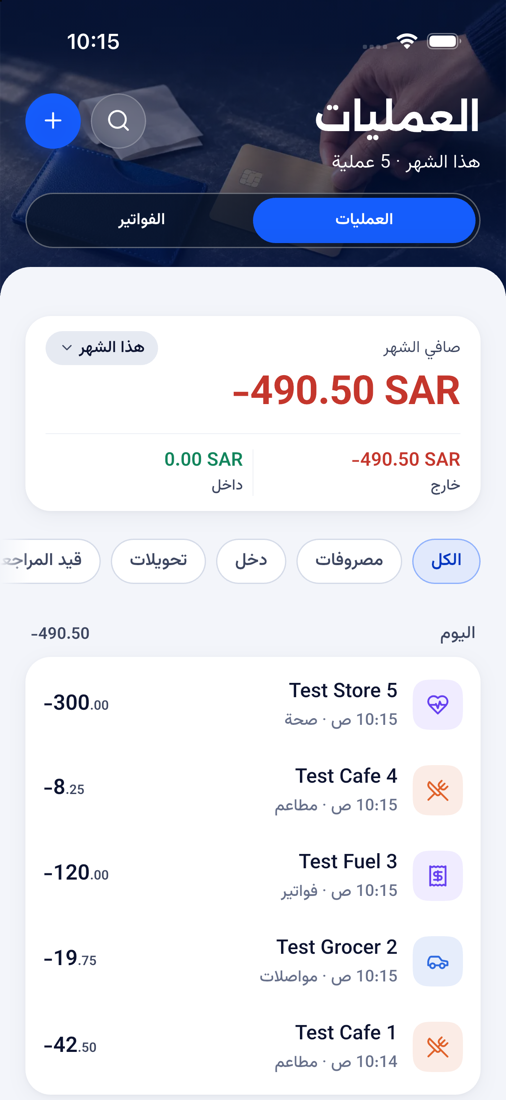 10:15
العمليات
هذا الشهر · 5 عملية
العمليات
الفواتير
صافي الشهر
هذا الشهر
-490.50 SAR
-490.50 SAR
0.00 SAR
خارج
داخل
الكل
مصروفات
دخل
تحويلات
قيد المراجع
اليوم
-490.50
Test Store 5
-300.00
10:15 ص · صحة
Test Cafe 4
-8.25
10:15 ص · مطاعم
Test Fuel 3
-120.00
10:15 ص · فواتير
Test Grocer 2
-19.75
10:15 ص · مواصلات
Test Cafe 1
-42.50
10:14 ص · مطاعم